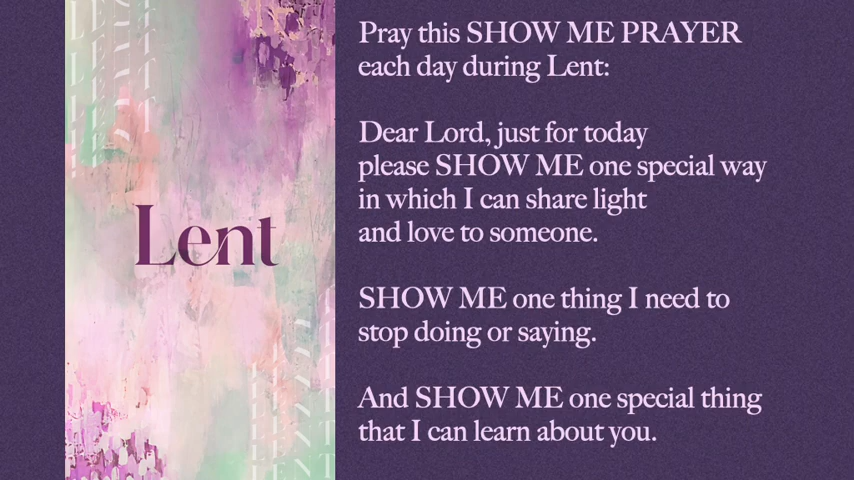 Lent
Pray this SHOW ME PRAYER
each day during Lent:
Dear Lord, just for today
please SHOW ME one special way
in which I can share light
and love to someone.
SHOW ME one thing I need to
stop doing or saying.
And SHOW ME one special thing
that I can learn about you.